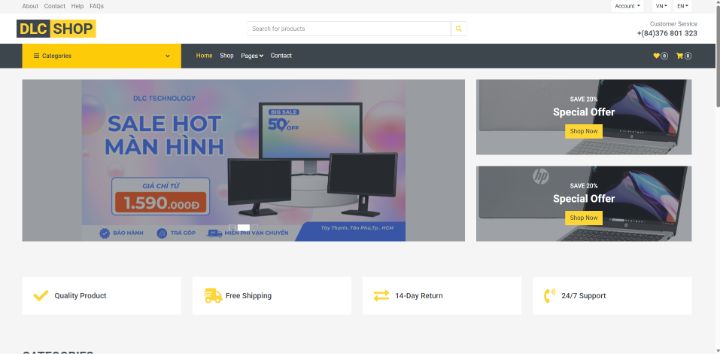 About Contact Help FAQs
Account VN EN
DLC SHOP
Search for products
Customer Service
+(84)376 801 323
Categories
Home Shop Pages Contact
0 0
DLC TECHNOLOGY
SALE HOT
MÀN HÌNH
BIG SALE
50% OFF
GIÁ CHỈ TỪ
1.590.000Đ
BẢO HÀNH TRẢ GÓP MIỄN PHÍ VẬN CHUYỂN
Tây Thạnh, Tân Phú, Tp. HCM
SAVE 20%
Special Offer
Shop Now
hp
SAVE 20%
Special Offer
Shop Now
Quality Product
Free Shipping
14-Day Return
24/7 Support
CATEGORIES